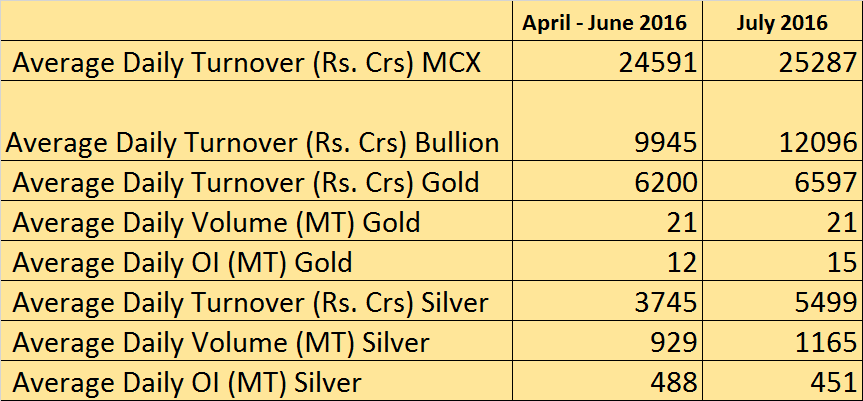 April - June 2016 July 2016
Average Daily Turnover (Rs. Crs) MCX 24591 25287
Average Daily Turnover (Rs. Crs) Bullion 9945 12096
Average Daily Turnover (Rs. Crs) Gold 6200 6597
Average Daily Volume (MT) Gold 21 21
Average Daily OI (MT) Gold 12 15
Average Daily Turnover (Rs. Crs) Silver 3745 5499
Average Daily Volume (MT) Silver 929 1165
Average Daily OI (MT) Silver 488 451